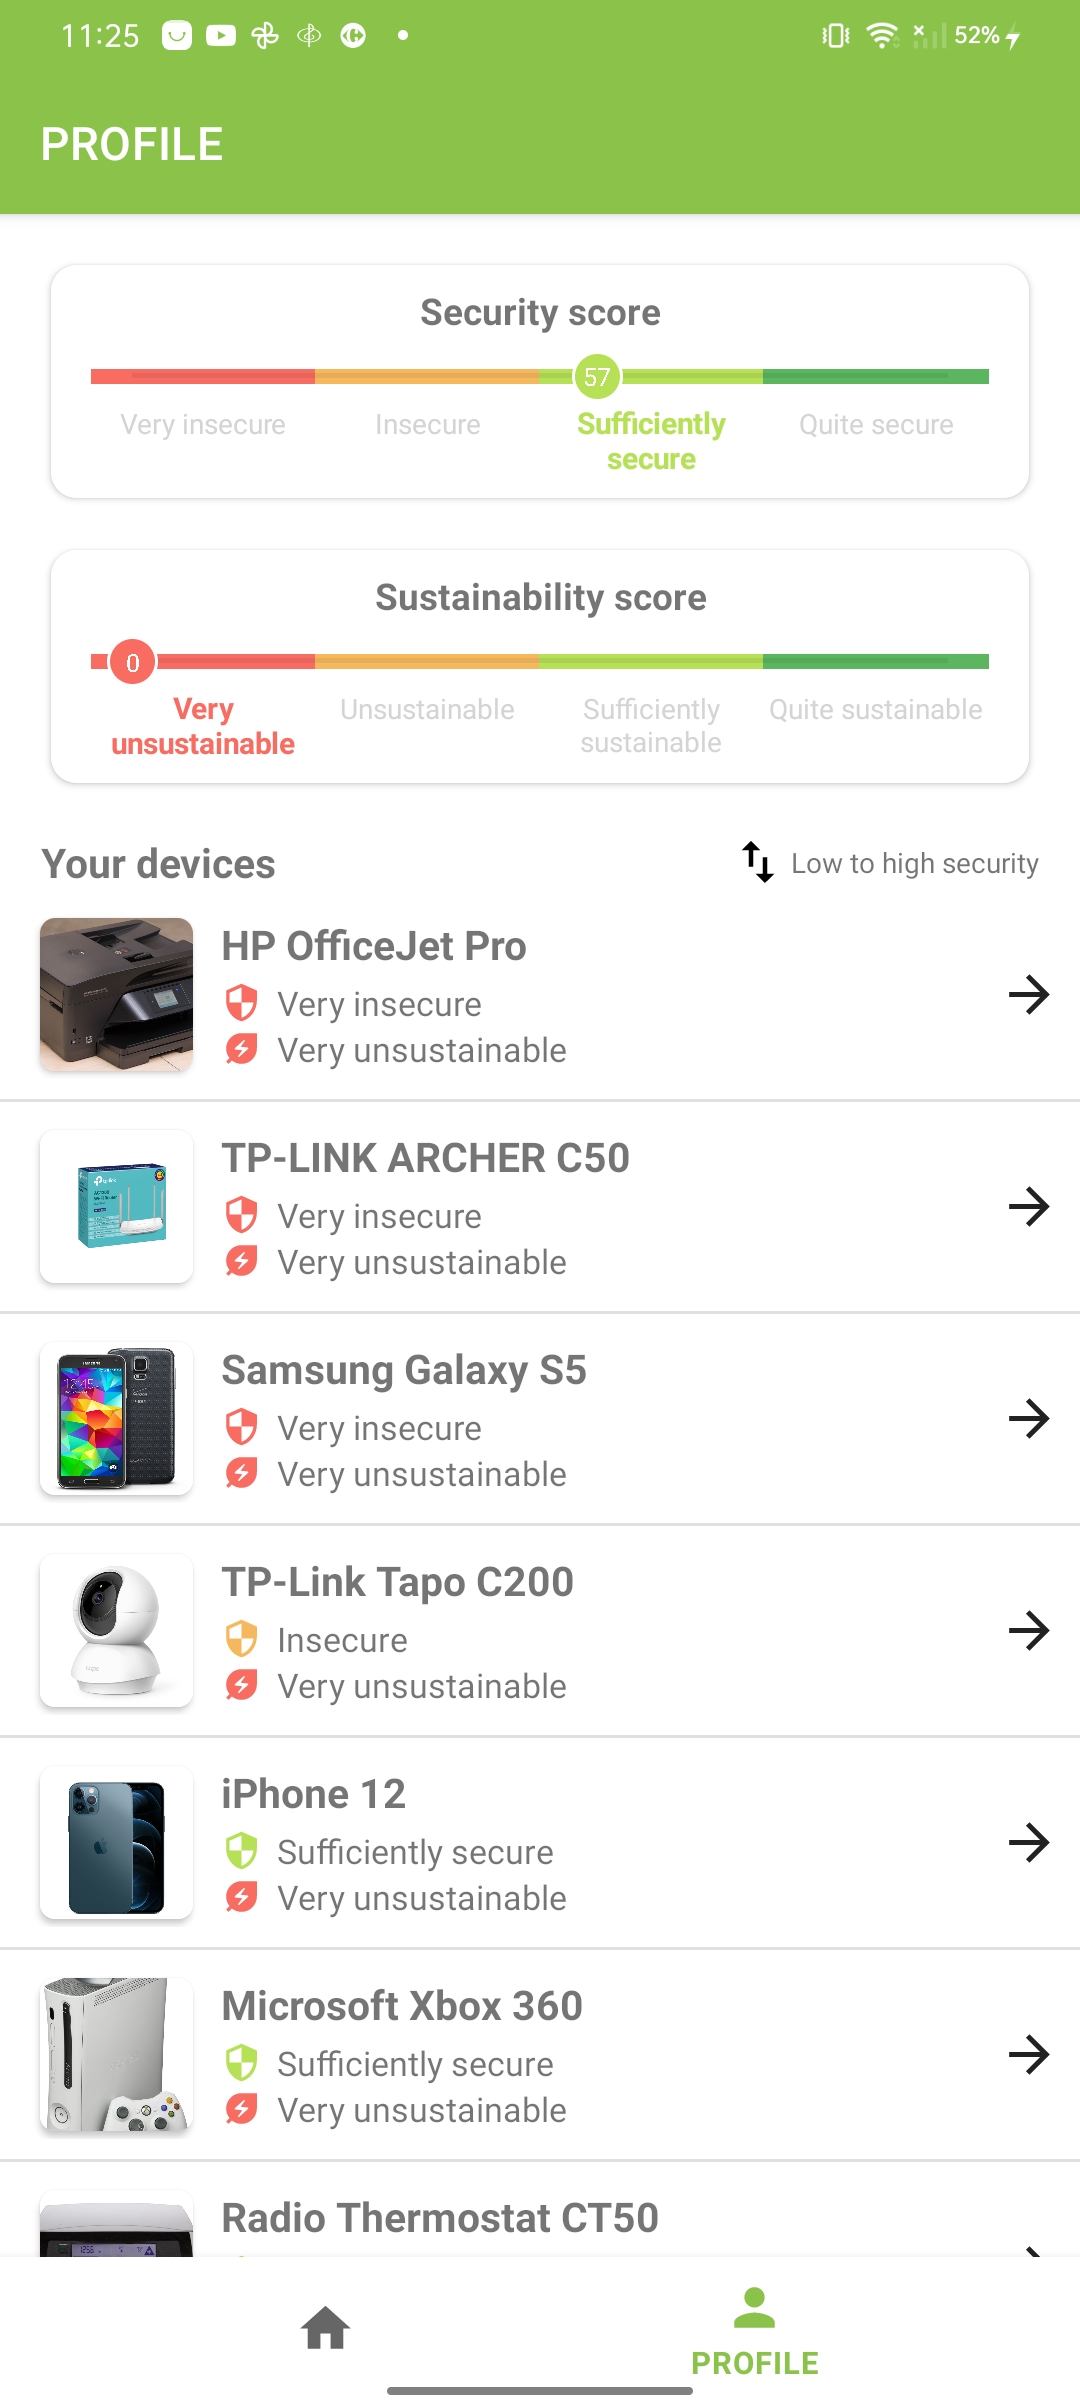 11:25
52%
PROFILE
Security score
57
Very insecure
Insecure
Sufficiently
secure
Quite secure
Sustainability score
0
Very
unsustainable
Unsustainable
Sufficiently
sustainable
Quite sustainable
Your devices
Low to high security
HP OfficeJet Pro
Very insecure
Very unsustainable
TP-LINK ARCHER C50
Very insecure
Very unsustainable
Samsung Galaxy S5
Very insecure
Very unsustainable
TP-Link Tapo C200
Insecure
Very unsustainable
iPhone 12
Sufficiently secure
Very unsustainable
Microsoft Xbox 360
Sufficiently secure
Very unsustainable
Radio Thermostat CT50
PROFILE